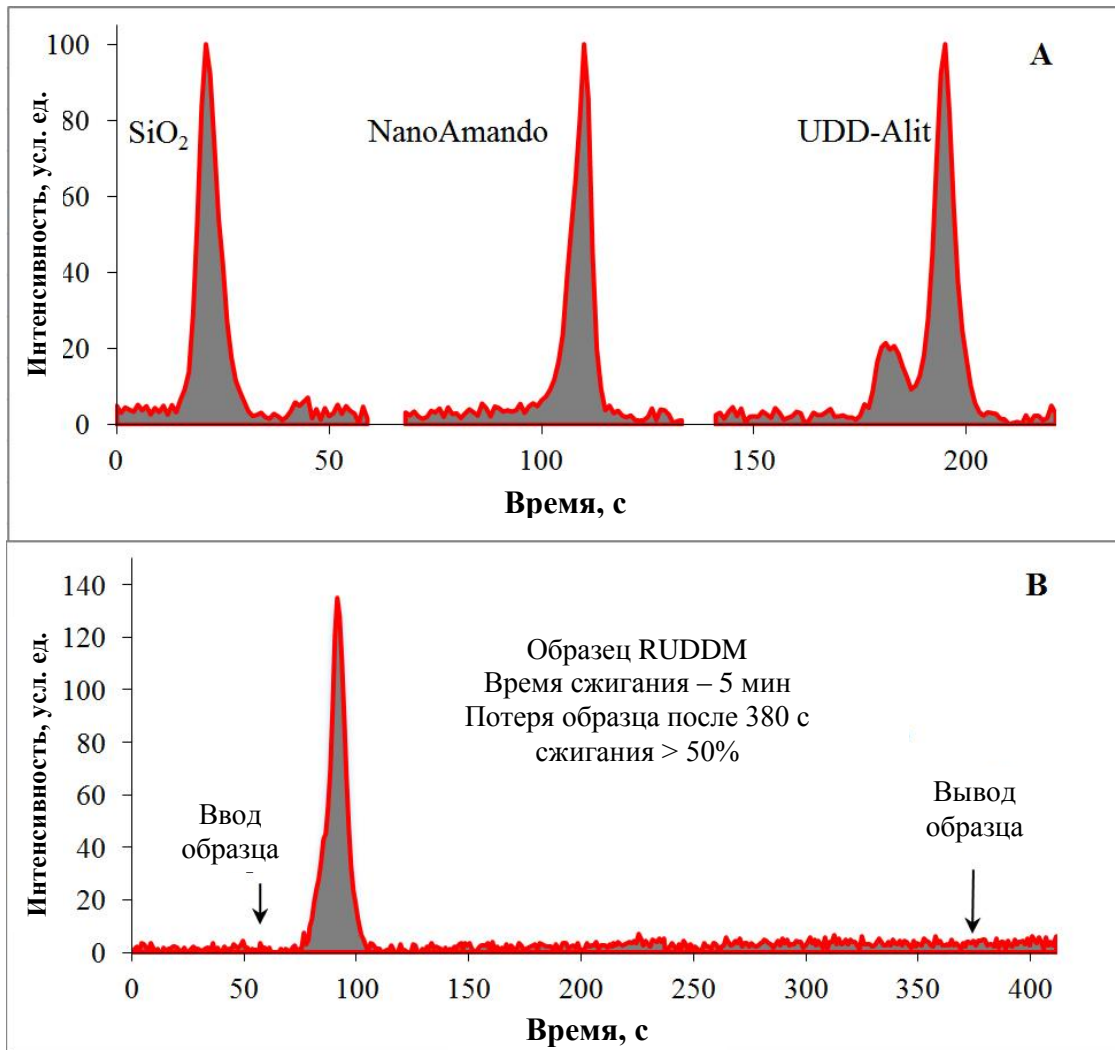 A
Интенсивность, усл. ед.
100
80
60
40
20
0
SiO₂
NanoAmando
UDD-Alit
0 50 100 150 200
Время, с
B
Интенсивность, усл. ед.
140
120
100
80
60
40
20
0
Образец RUDDM
Время сжигания – 5 мин
Потеря образца после 380 с
сжигания > 50%
Ввод
образца
Вывод
образца
0 50 100 150 200 250 300 350 400
Время, с